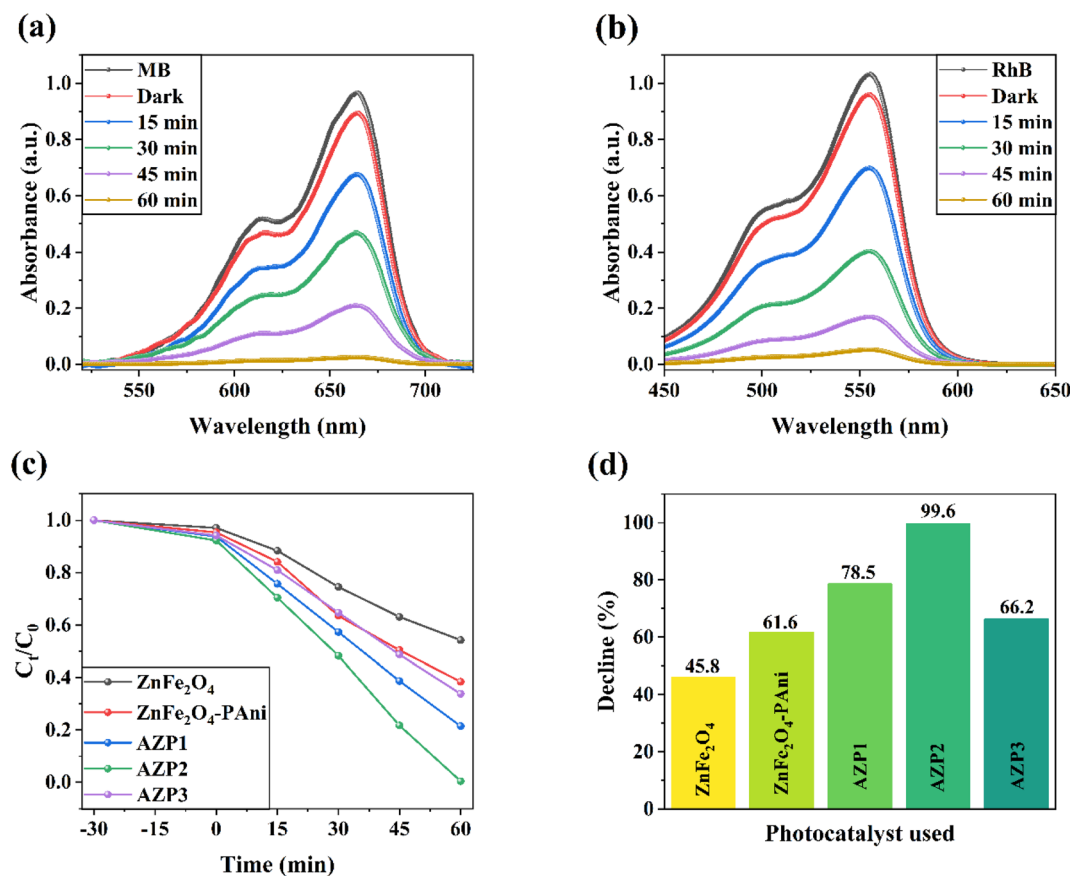 (a)
MB
Dark
15 min
30 min
45 min
60 min
1.0
0.8
0.6
0.4
0.2
0.0
Absorbance (a.u.)
550
600
650
700
Wavelength (nm)
(b)
RhB
Dark
15 min
30 min
45 min
60 min
1.0
0.8
0.6
0.4
0.2
0.0
Absorbance (a.u.)
450
500
550
600
650
Wavelength (nm)
(c)
1.0
0.8
0.6
0.4
0.2
0.0
Cₜ/C₀
ZnFe₂O₄
ZnFe₂O₄-PAni
AZP1
AZP2
AZP3
-30
-15
0
15
30
45
60
Time (min)
(d)
100
80
60
40
20
0
Decline (%)
45.8
61.6
78.5
99.6
66.2
ZnFe₂O₄
ZnFe₂O₄-PAni
AZP1
AZP2
AZP3
Photocatalyst used